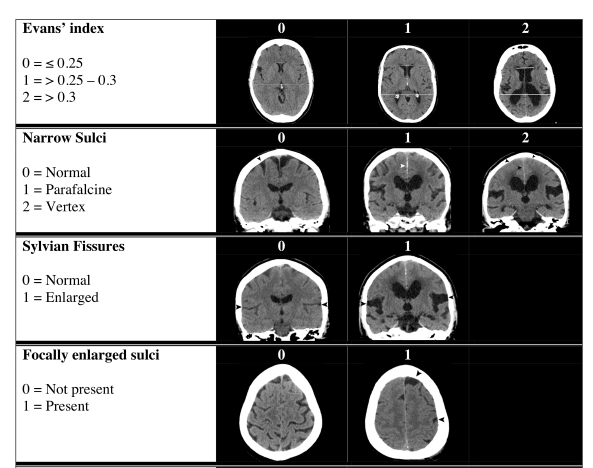 Evans' index 0 1 2
0 = ≤ 0.25
1 = > 0.25 – 0.3
2 = > 0.3
Narrow Sulci 0 1 2
0 = Normal
1 = Parafalcine
2 = Vertex
Sylvian Fissures 0 1
0 = Normal
1 = Enlarged
Focally enlarged sulci 0 1
0 = Not present
1 = Present